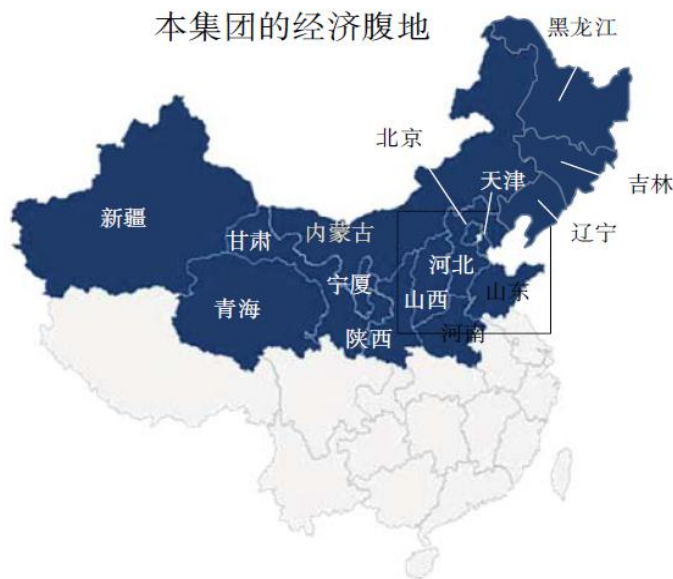 本集团的经济腹地
黑龙江
北京
天津
吉林
新疆
甘肃
内蒙古
辽宁
河北
宁厦
青海
山西
山东
陕西
河南